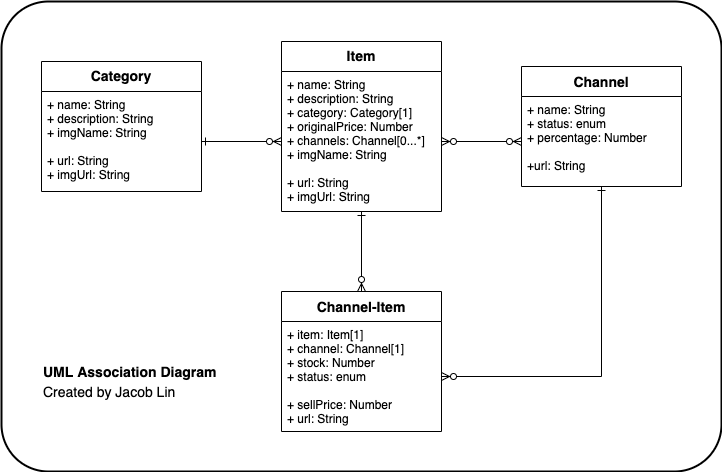 Category
+ name: String
+ description: String
+ imgName: String
+ url: String
+ imgUrl: String
Item
+ name: String
+ description: String
+ category: Category[1]
+ originalPrice: Number
+ channels: Channel[0...*]
+ imgName: String
+ url: String
+ imgUrl: String
Channel
+ name: String
+ status: enum
+ percentage: Number
+url: String
Channel-Item
+ item: Item[1]
+ channel: Channel[1]
+ stock: Number
+ status: enum
+ sellPrice: Number
+ url: String
UML Association Diagram
Created by Jacob Lin